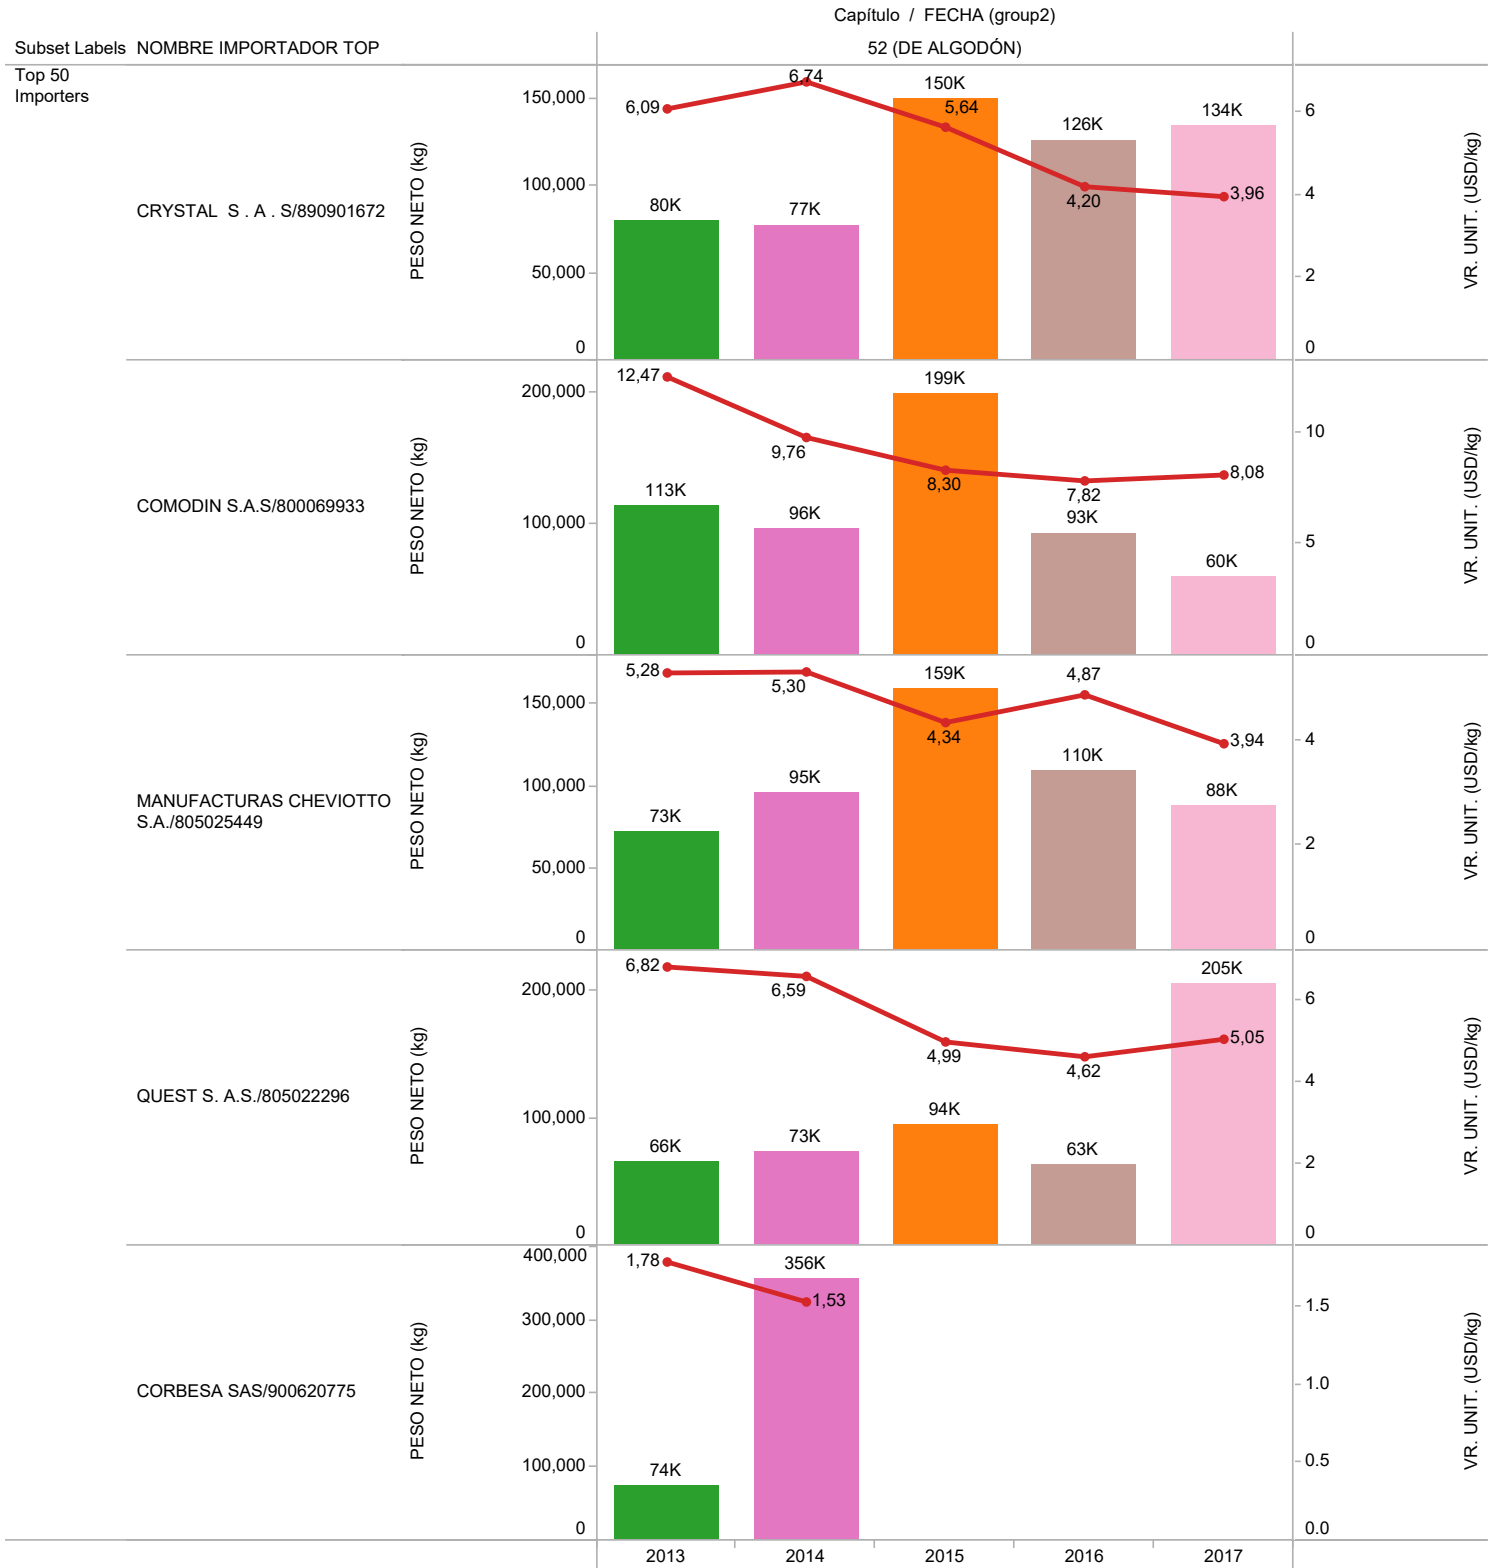 Capítulo / FECHA (group2)
Subset Labels NOMBRE IMPORTADOR TOP 52 (DE ALGODÓN)
Top 50
Importers
CRYSTAL S . A . S/890901672
PESO NETO (kg)
150,000
100,000
50,000
0
6,09
6,74
5,64
4,20
3,96
80K
77K
150K
126K
134K
6
4
2
0
VR. UNIT. (USD/kg)
COMODIN S.A.S/800069933
PESO NETO (kg)
200,000
100,000
0
12,47
9,76
8,30
7,82
8,08
113K
96K
199K
93K
60K
10
5
0
VR. UNIT. (USD/kg)
MANUFACTURAS CHEVIOTTO
S.A./805025449
PESO NETO (kg)
150,000
100,000
50,000
0
5,28
5,30
4,34
4,87
3,94
73K
95K
159K
110K
88K
4
2
0
VR. UNIT. (USD/kg)
QUEST S. A.S./805022296
PESO NETO (kg)
200,000
100,000
0
6,82
6,59
4,99
4,62
5,05
66K
73K
94K
63K
205K
6
4
2
0
VR. UNIT. (USD/kg)
CORBESA SAS/900620775
PESO NETO (kg)
400,000
300,000
200,000
100,000
0
1,78
1,53
74K
356K
1.5
1.0
0.5
0.0
VR. UNIT. (USD/kg)
2013 2014 2015 2016 2017